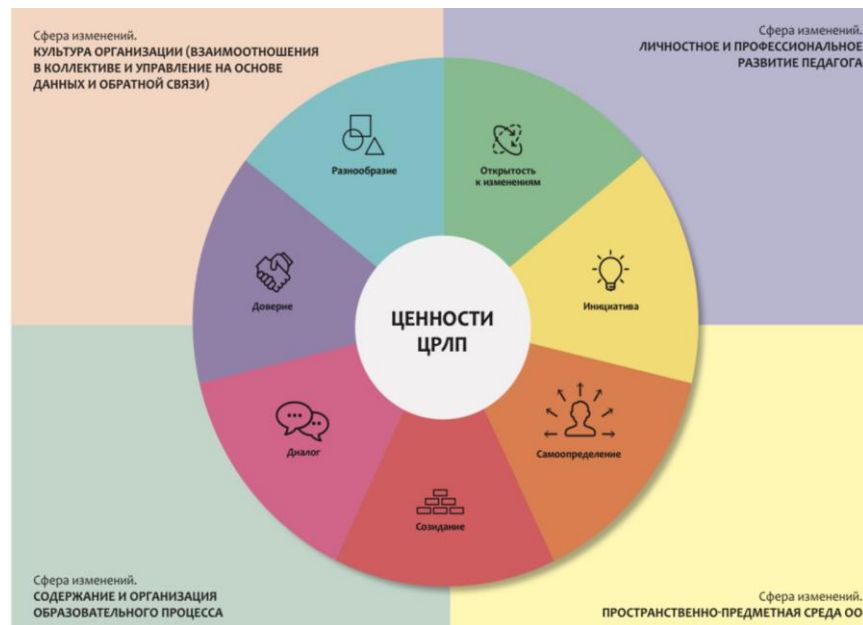 Сфера изменений.
КУЛЬТУРА ОРГАНИЗАЦИИ (ВЗАИМООТНОШЕНИЯ
В КОЛЛЕКТИВЕ И УПРАВЛЕНИЕ НА ОСНОВЕ
ДАННЫХ И ОБРАТНОЙ СВЯЗИ)
Сфера изменений.
ЛИЧНОСТНОЕ И ПРОФЕССИОНАЛЬНОЕ
РАЗВИТИЕ ПЕДАГОГА
Разнообразие
Открытость
к изменениям
Доверие
Инициатива
ЦЕННОСТИ
ЦРЛП
Диалог
Самоопределение
Созидание
Сфера изменений.
СОДЕРЖАНИЕ И ОРГАНИЗАЦИЯ
ОБРАЗОВАТЕЛЬНОГО ПРОЦЕССА
Сфера изменений.
ПРОСТРАНСТВЕННО-ПРЕДМЕТНАЯ СРЕДА ОО